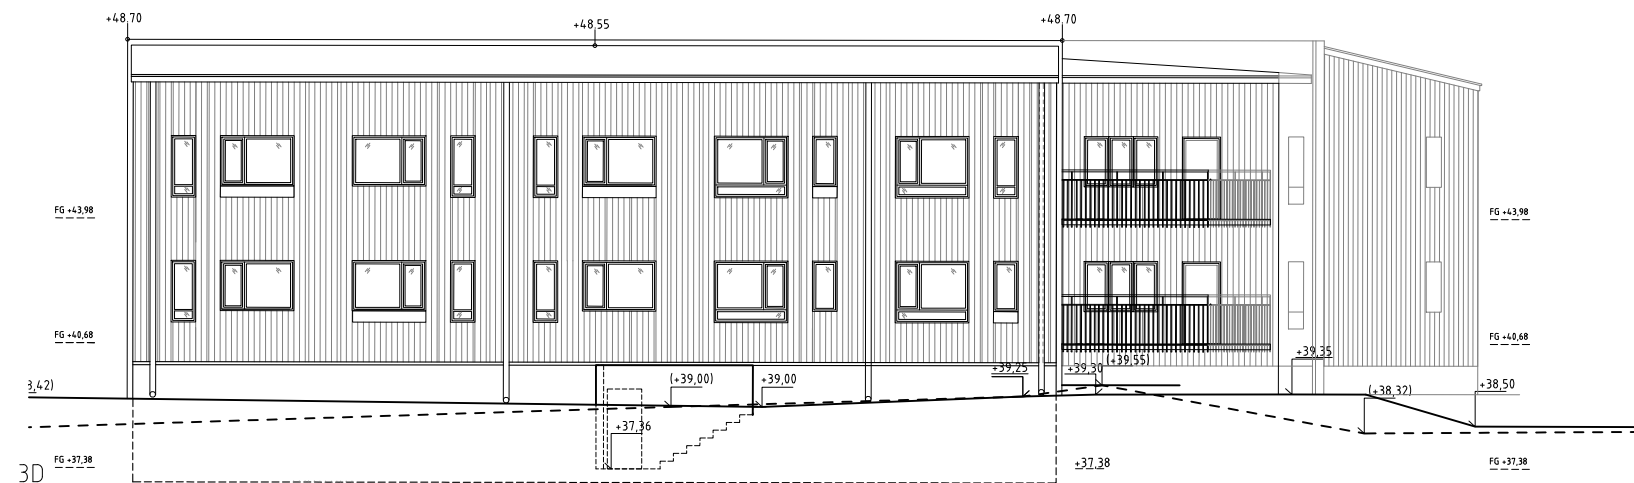 +48.70
+48.55
+48.70
FG +43,98
FG +43,98
FG +40,68
FG +40,68
3,42)
(+39,00)
+39,00
+39,25
+39,30
(+39,55)
+39,35
(+38,32)
+38,50
+37,36
3D
FG +37,38
+37.38
FG +37,38